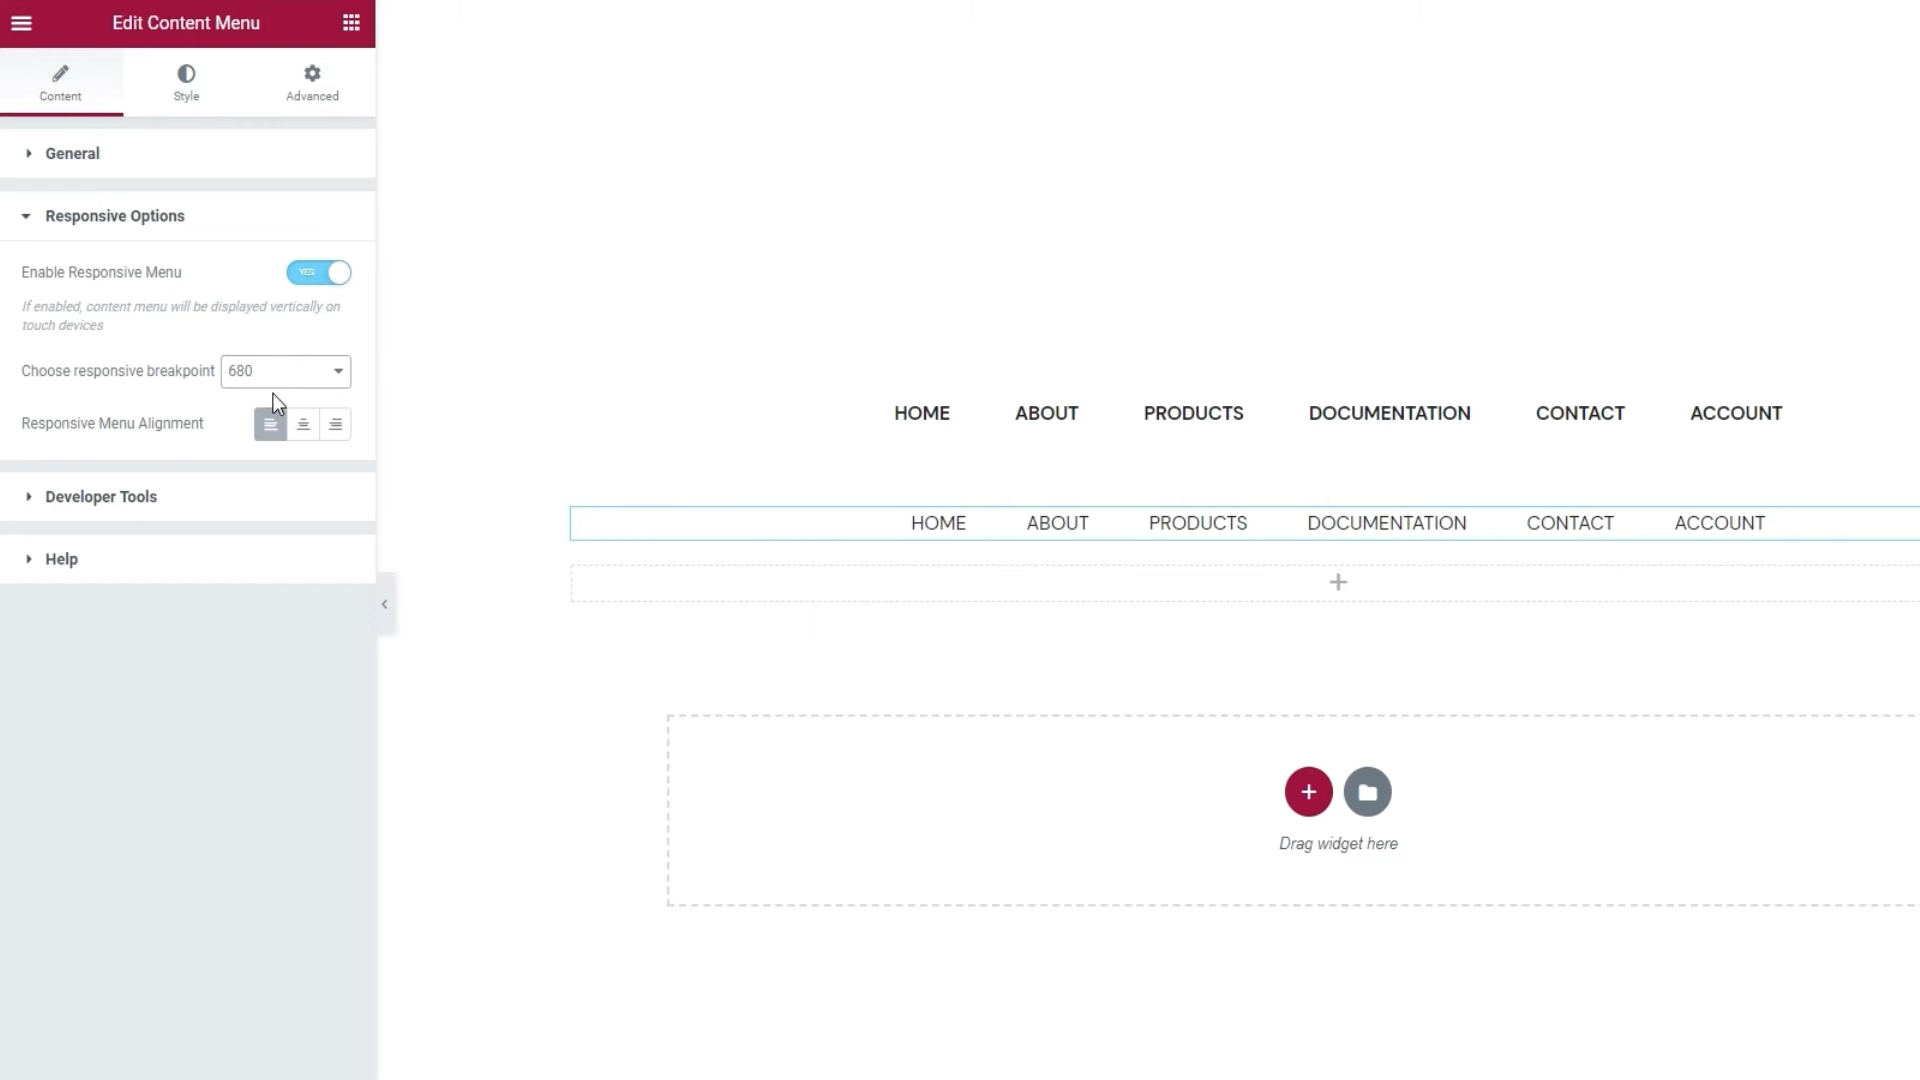 Edit Content Menu
Content Style Advanced
General
Responsive Options
Enable Responsive Menu YES
If enabled, content menu will be displayed vertically on
touch devices
Choose responsive breakpoint 680
Responsive Menu Alignment
Developer Tools
Help
HOME ABOUT PRODUCTS DOCUMENTATION CONTACT ACCOUNT
HOME ABOUT PRODUCTS DOCUMENTATION CONTACT ACCOUNT
Drag widget here